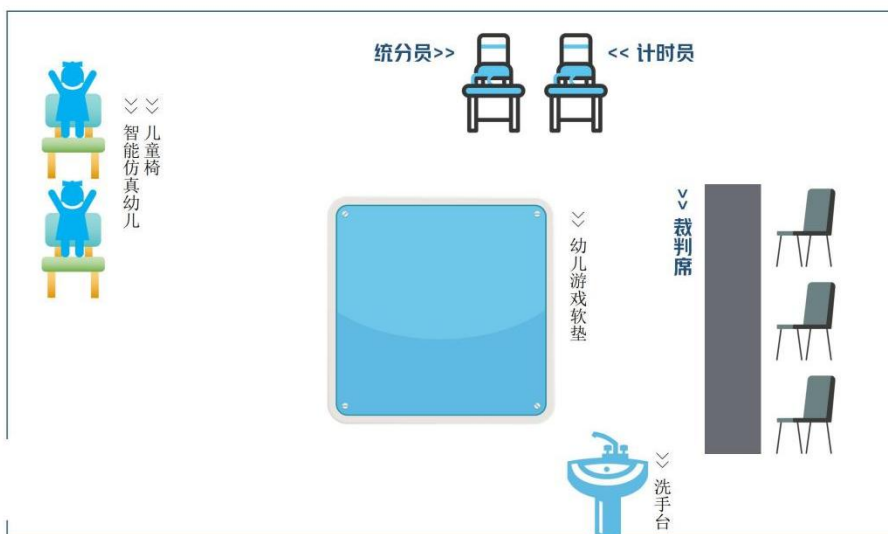 统分员>>
<< 计时员
>> 儿童椅
>> 智能仿真幼儿
>> 幼儿游戏软垫
>> 裁判席
>> 洗手台